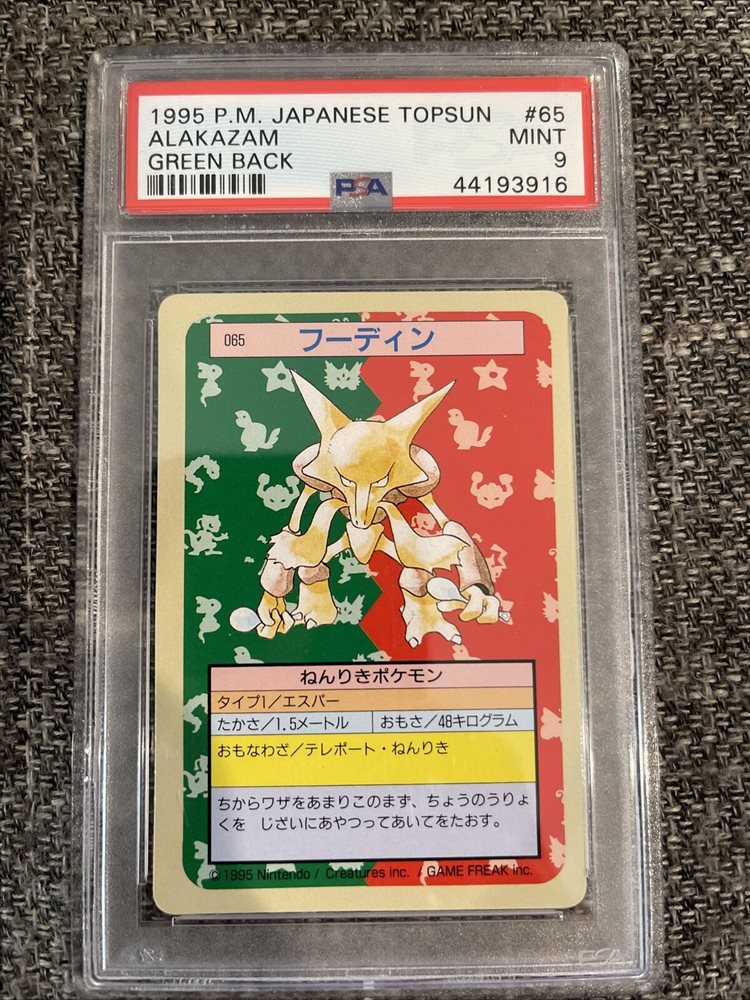 1995 P.M. JAPANESE TOPSUN #65
ALAKAZAM MINT
GREEN BACK 9
PSA 44193916
065 フーディン
ねんりきポケモン
タイプ1/エスパー
たかさ/1.5メートル おもさ/48キログラム
おもなわざ/テレポート・ねんりき
ちからワザをあまりこのまず、ちょうのうりょ
くを じざいにあやつってあいてをたおす。
©1995 Nintendo / Creatures inc. / GAME FREAK inc.
PSA